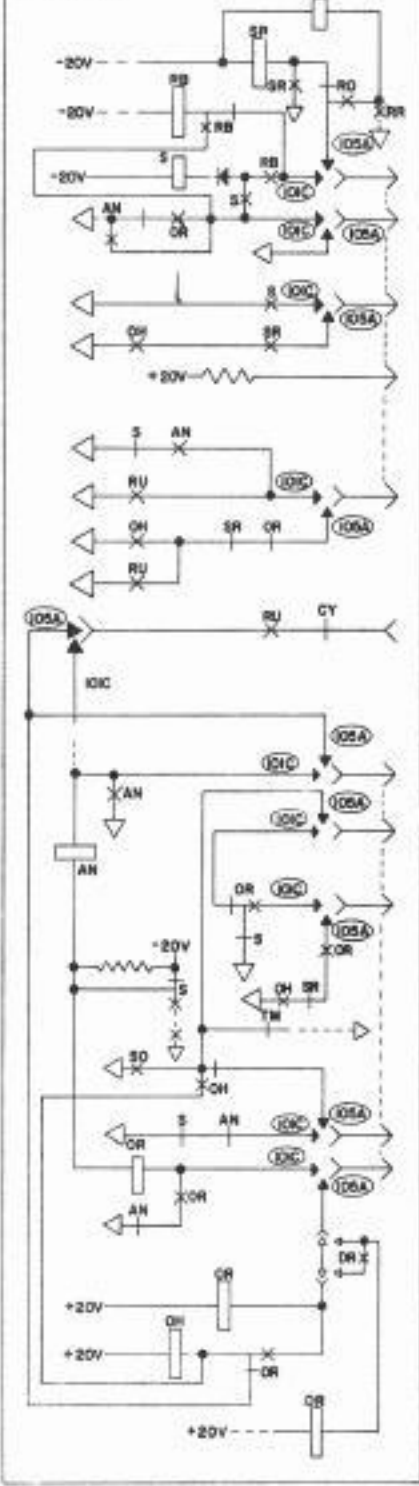 SR
-20V
SR
RO
RB
-20V
RR
RB
105A
S
RB
-20V
101C
S
AN
OR
101C
105A
S
101C
105A
OH
SR
+20V
S
AN
RU
101C
OH
SR
OR
105A
RU
105A
RU
CY
101C
105A
101C
AN
105A
101C
AN
OR
101C
105A
-20V
S
OR
S
OH
SR
TM
SO
OH
105A
S
AN
101C
OR
101C
105A
OR
AN
OR
OR
+20V
OH
+20V
OR
OR
+20V